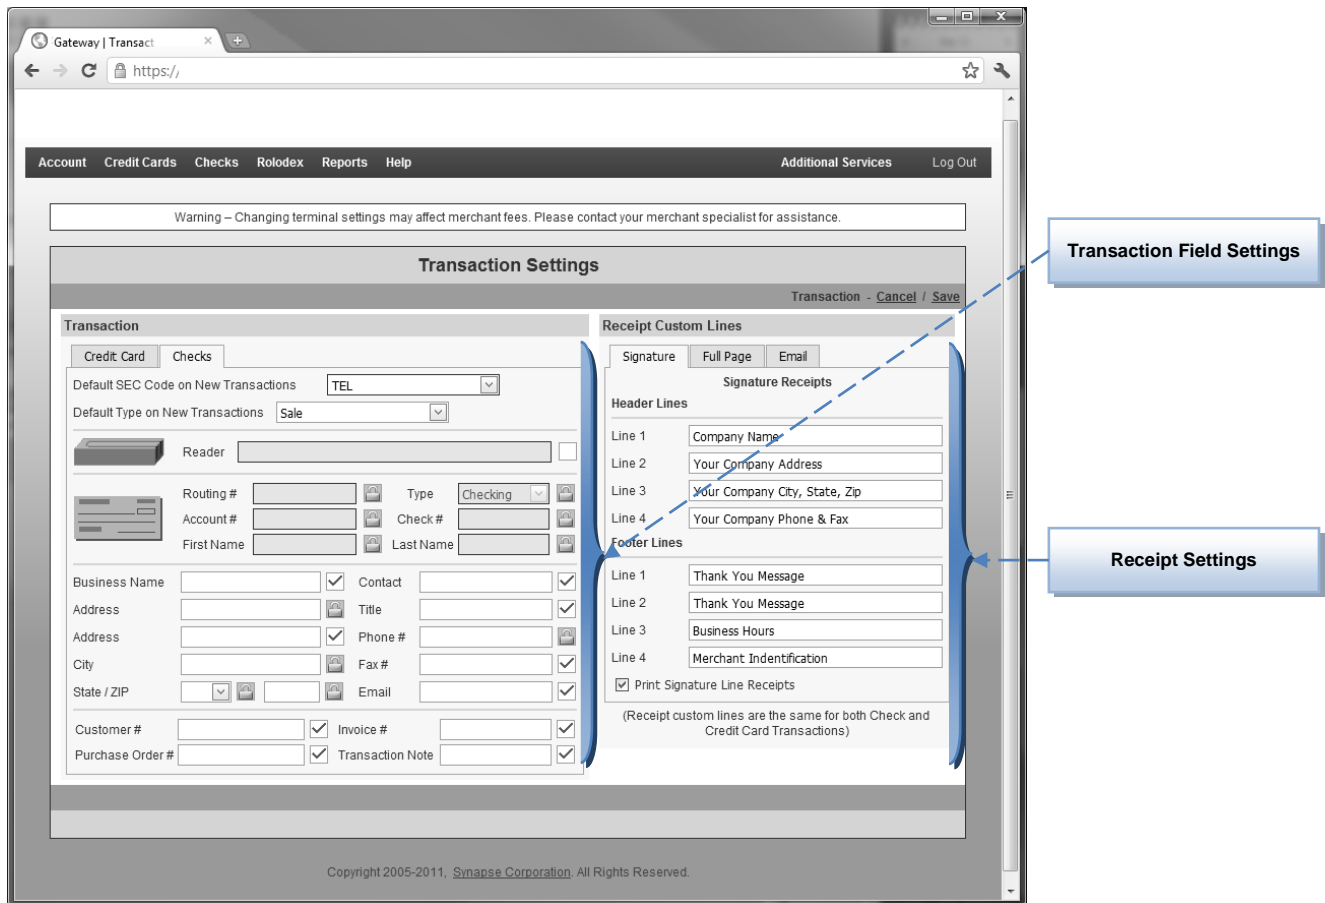 Gateway | Transact
https:/,
Account Credit Cards Checks Rolodex Reports Help Additional Services Log Out
Warning – Changing terminal settings may affect merchant fees. Please contact your merchant specialist for assistance.
Transaction Settings
Transaction - Cancel / Save
Transaction
Credit Card Checks
Default SEC Code on New Transactions TEL
Default Type on New Transactions Sale
Reader
Routing # Type Checking
Account # Check #
First Name Last Name
Business Name Contact
Address Title
Address Phone #
City Fax #
State / ZIP Email
Customer # Invoice #
Purchase Order # Transaction Note
Receipt Custom Lines
Signature Full Page Email
Signature Receipts
Header Lines
Line 1 Company Name
Line 2 Your Company Address
Line 3 Your Company City, State, Zip
Line 4 Your Company Phone & Fax
Footer Lines
Line 1 Thank You Message
Line 2 Thank You Message
Line 3 Business Hours
Line 4 Merchant Indentification
Print Signature Line Receipts
(Receipt custom lines are the same for both Check and
Credit Card Transactions)
Copyright 2005-2011, Synapse Corporation. All Rights Reserved.
Transaction Field Settings
Receipt Settings